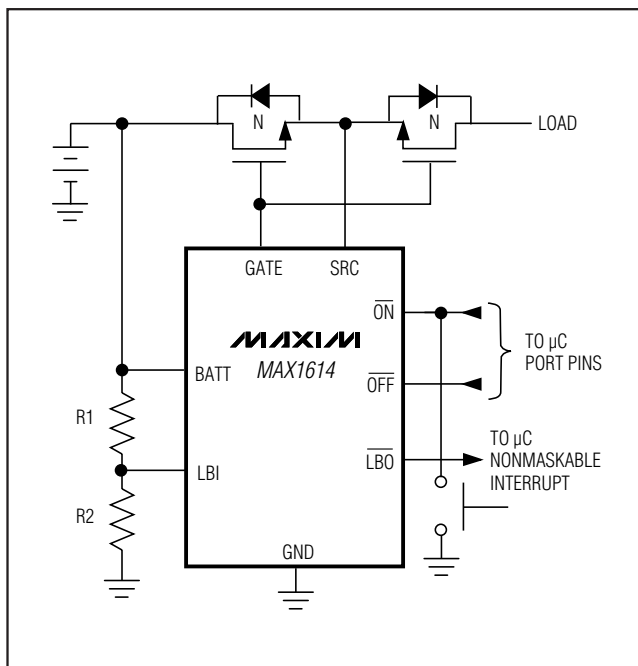 N
N
LOAD
GATE
SRC
ON
MAXIM
MAX1614
TO µC
PORT PINS
BATT
OFF
R1
TO µC
NONMASKABLE
INTERRUPT
LBO
LBI
R2
GND